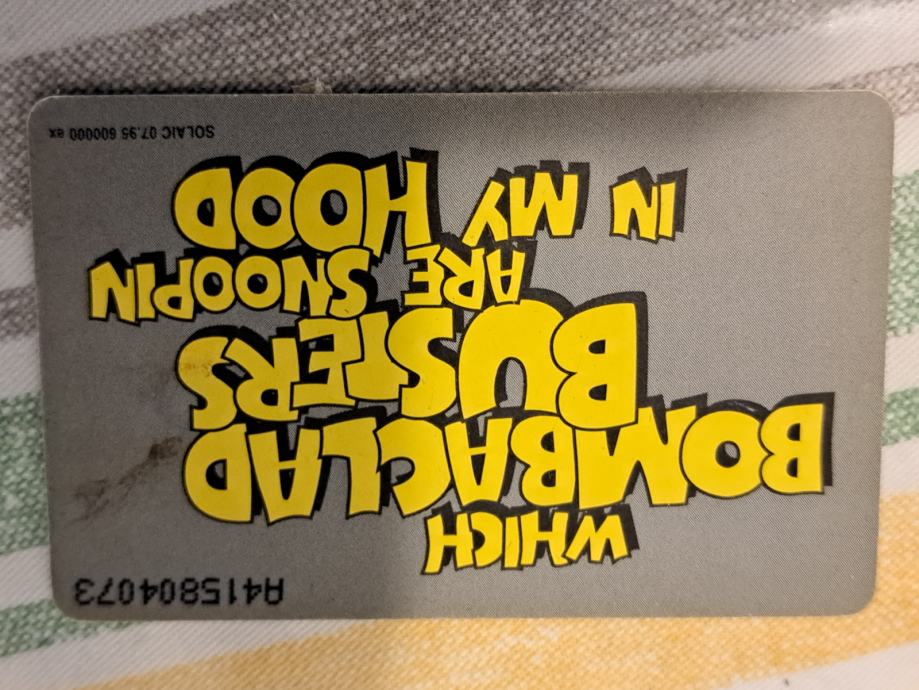 A415804073
WHICH
BOMBACLAD
BUSTERS
ARE SNOOPIN
IN MY HOOD
SOLAIC 07.95 600000 ex